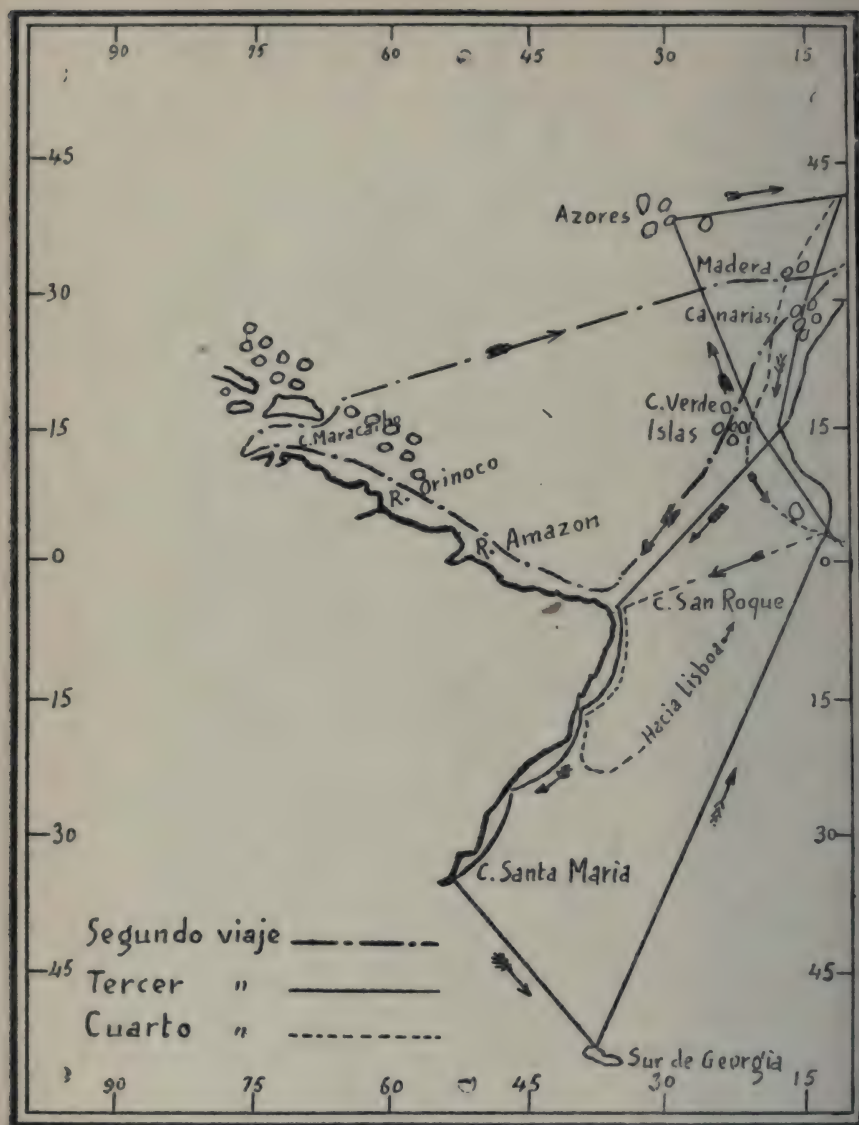 90 75 60 45 30 15
45 45
Azores
Madera
30
Canarias
C. Verde
Islas
15 15
C. Maracaibo
R. Orinoco
R. Amazon
0 0
C. San Roque
Hacia Lisboa
15 15
30 30
C. Santa Maria
Segundo viaje
45 45
Tercer "
Cuarto "
Sur de Georgia
90 75 60 45 30 15